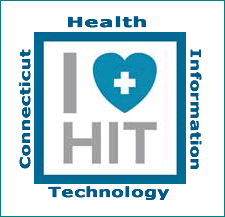 Health
Connecticut
I
HIT
Information
Technology